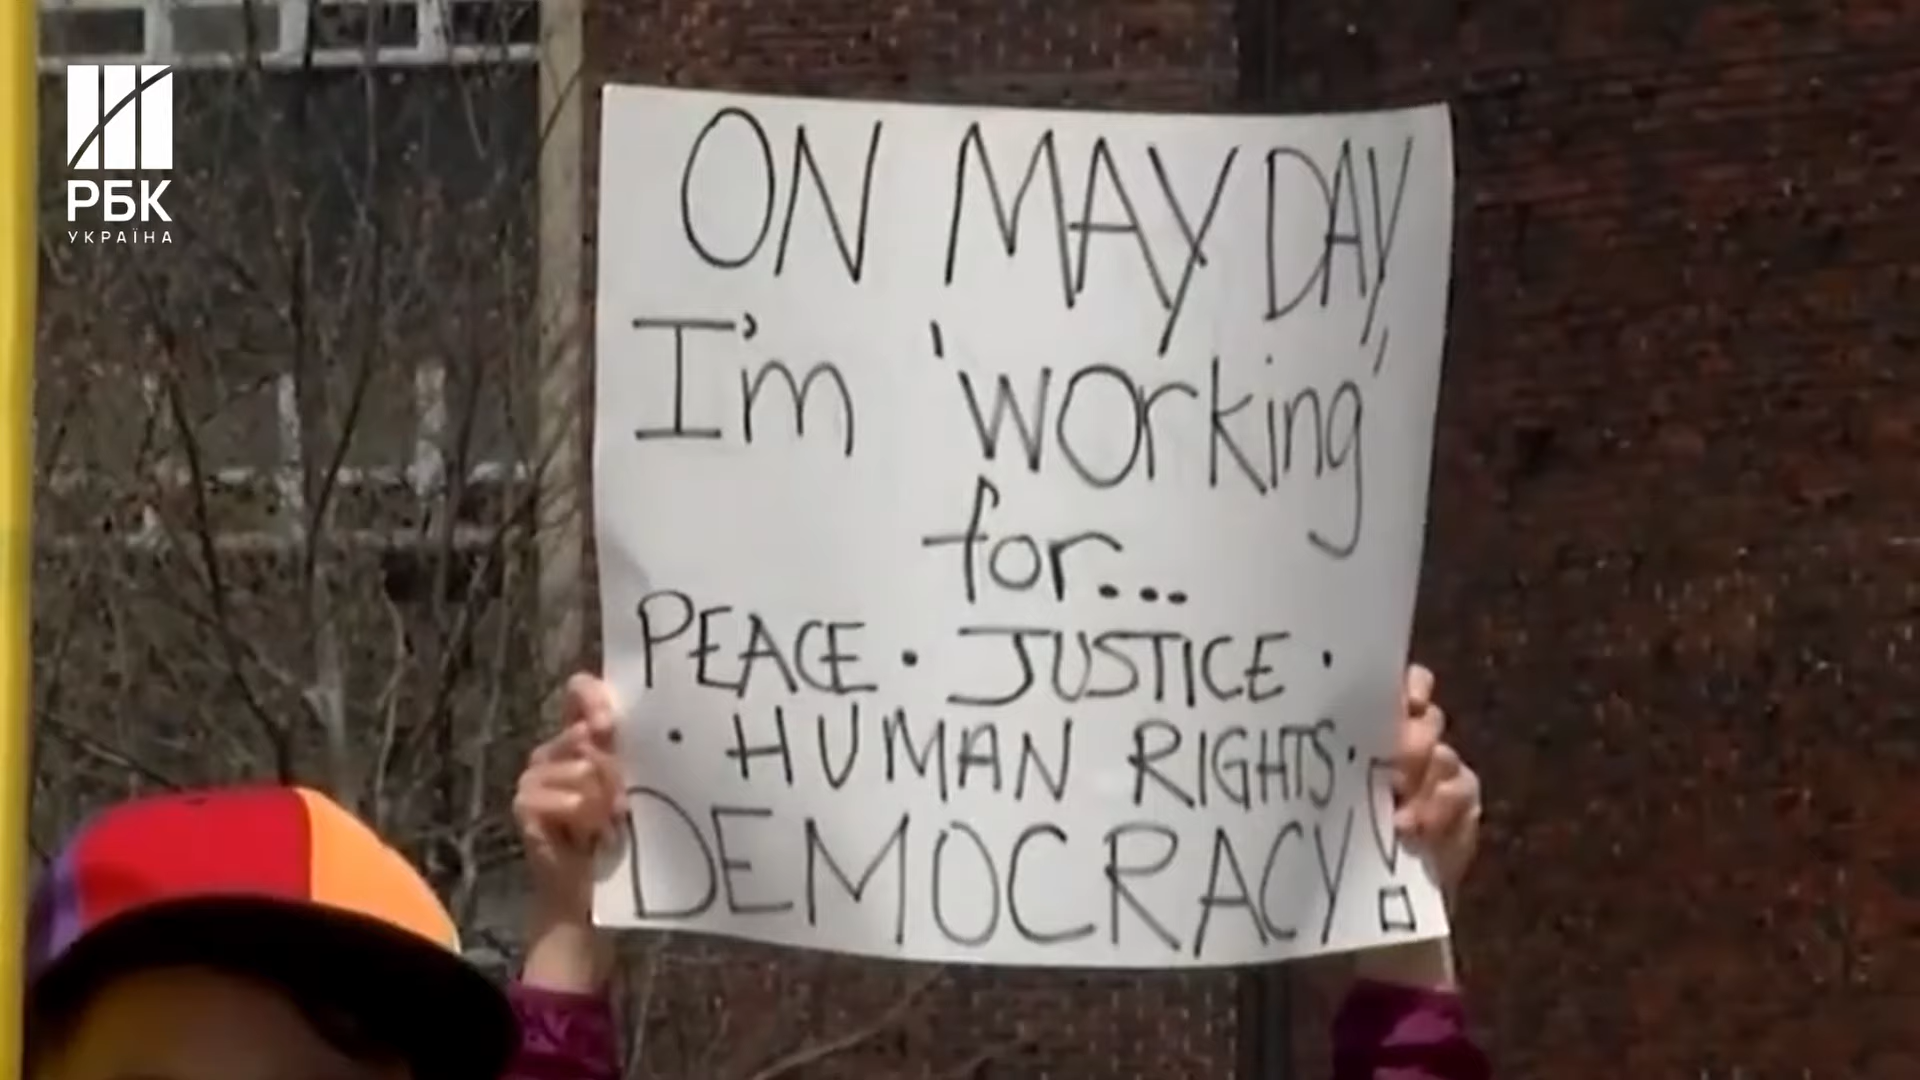 РБК
УКРАЇНА
ON MAY DAY
I'm 'working'
for...
PEACE · JUSTICE ·
· HUMAN RIGHTS ·
DEMOCRACY!